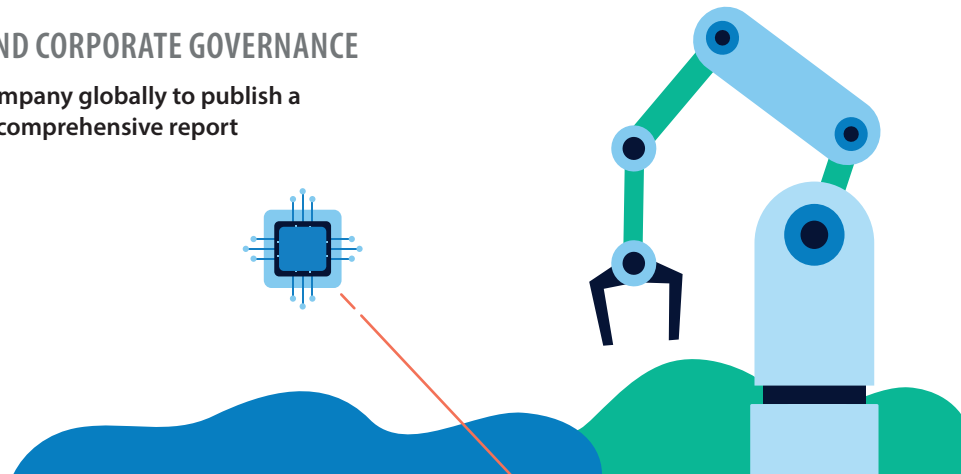 ND CORPORATE GOVERNANCE
mpany globally to publish a
comprehensive report